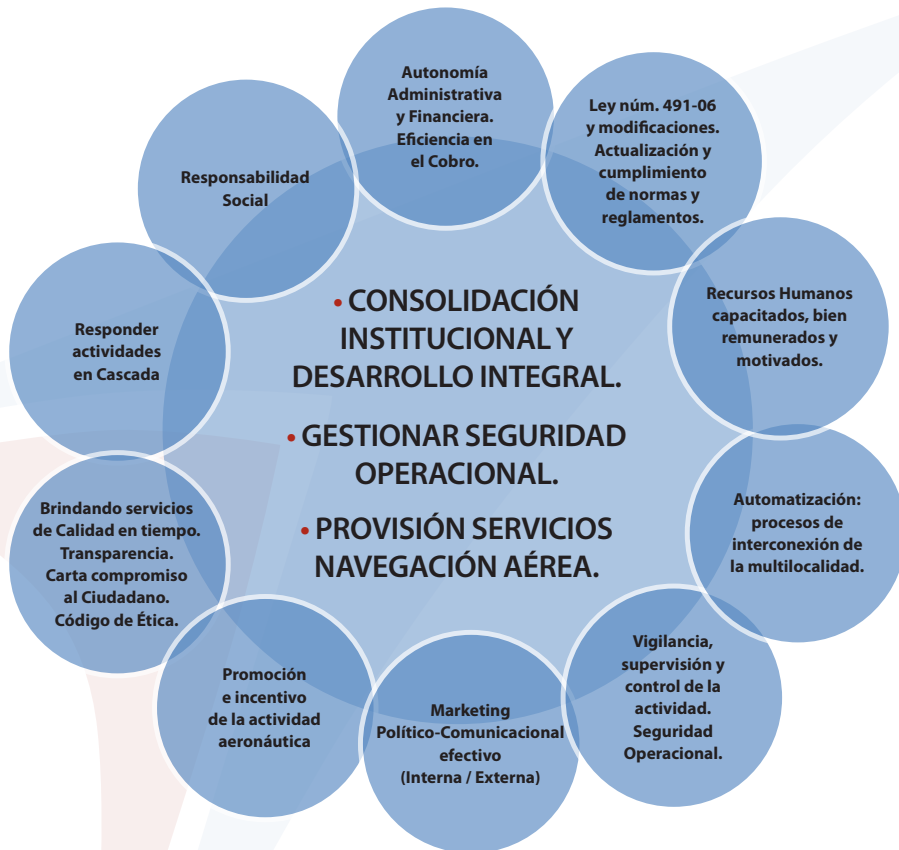 Autonomía
Administrativa
y Financiera.
Eficiencia en
el Cobro.
Ley núm. 491-06
y modificaciones.
Actualización y
cumplimiento
de normas y
reglamentos.
Recursos Humanos
capacitados, bien
remunerados y
motivados.
Automatización:
procesos de
interconexión de
la multilocalidad.
Vigilancia,
supervisión y
control de la
actividad.
Seguridad
Operacional.
Marketing
Político-Comunicacional
efectivo
(Interna / Externa)
Promoción
e incentivo
de la actividad
aeronáutica
Brindando servicios
de Calidad en tiempo.
Transparencia.
Carta compromiso
al Ciudadano.
Código de Ética.
Responder
actividades
en Cascada
Responsabilidad
Social
• CONSOLIDACIÓN
INSTITUCIONAL Y
DESARROLLO INTEGRAL.
• GESTIONAR SEGURIDAD
OPERACIONAL.
• PROVISIÓN SERVICIOS
NAVEGACIÓN AÉREA.